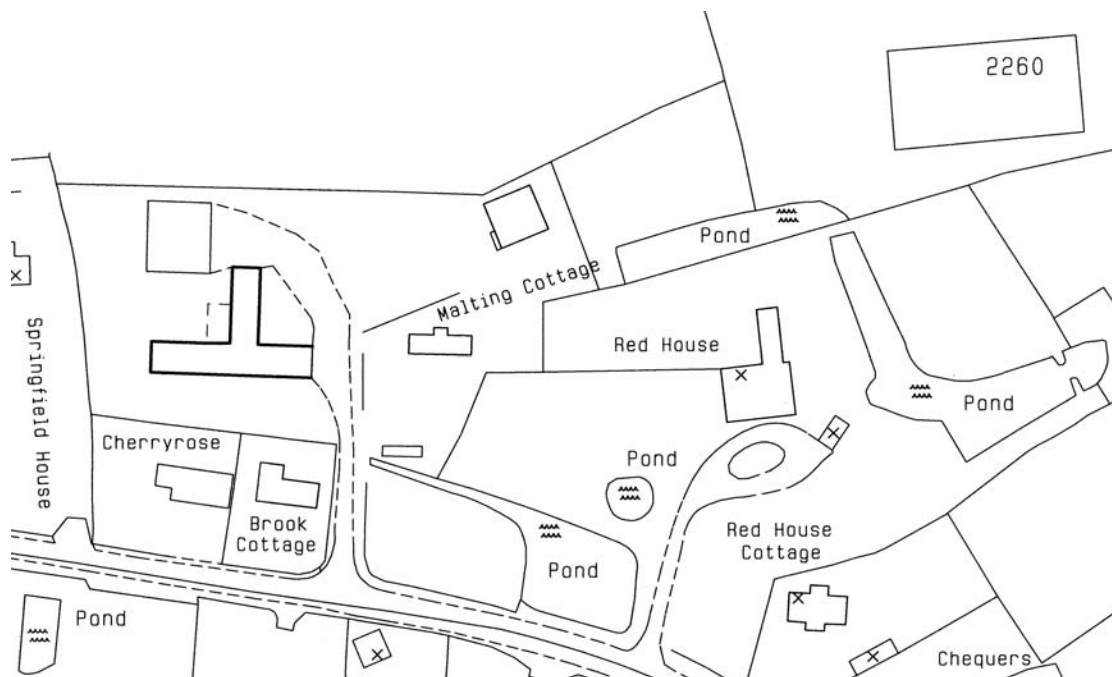 2260
Pond
Malting Cottage
Red House
Springfield House
Pond
Cherryrose
Pond
Brook
Cottage
Red House
Cottage
Pond
Pond
Chequers